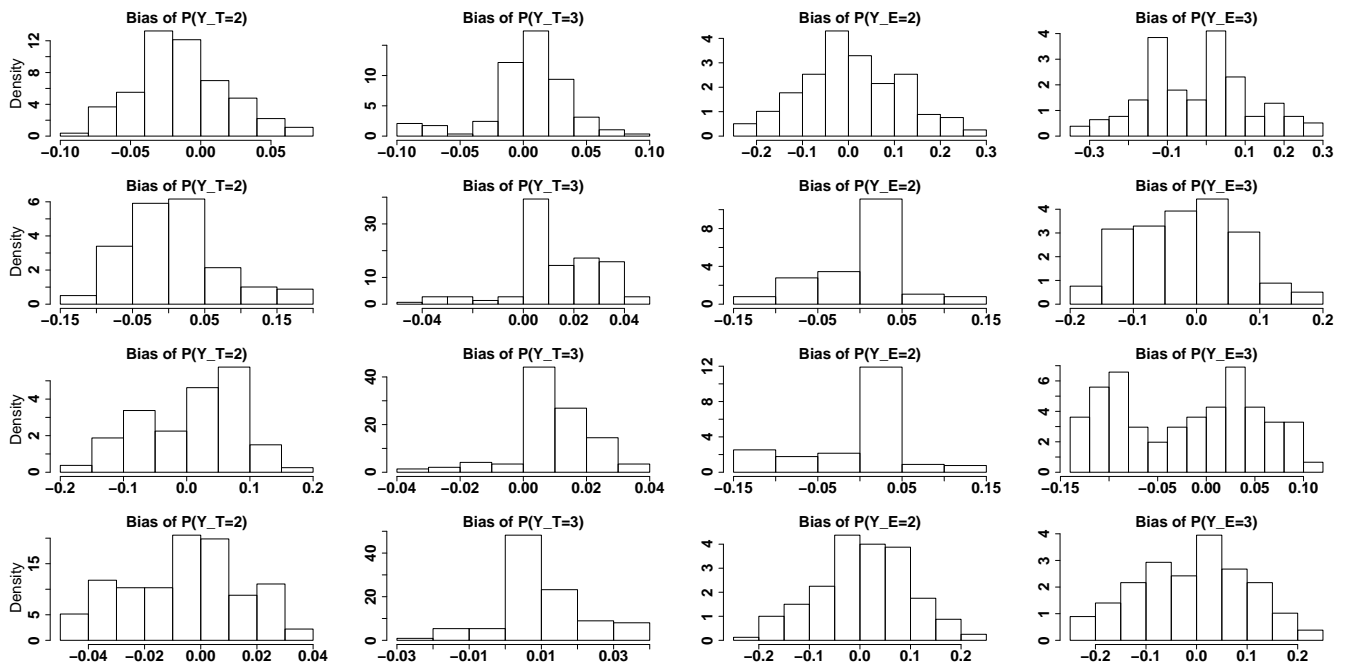 Bias of P(Y_T=2)
Density
0 4 8 12
−0.10 −0.05 0.00 0.05
Bias of P(Y_T=3)
0 5 10
−0.10 −0.05 0.00 0.05 0.10
Bias of P(Y_E=2)
0 1 2 3 4
−0.2 −0.1 0.0 0.1 0.2 0.3
Bias of P(Y_E=3)
0 1 2 3 4
−0.3 −0.1 0.1 0.3
Bias of P(Y_T=2)
Density
0 2 4 6
−0.15 −0.05 0.05 0.15
Bias of P(Y_T=3)
0 10 30
−0.04 0.00 0.02 0.04
Bias of P(Y_E=2)
0 4 8
−0.15 −0.05 0.05 0.15
Bias of P(Y_E=3)
0 1 2 3 4
−0.2 −0.1 0.0 0.1 0.2
Bias of P(Y_T=2)
Density
0 2 4
−0.2 −0.1 0.0 0.1 0.2
Bias of P(Y_T=3)
0 10 20 40
−0.04 −0.02 0.00 0.02 0.04
Bias of P(Y_E=2)
0 4 8 12
−0.15 −0.05 0.05 0.15
Bias of P(Y_E=3)
0 2 4 6
−0.15 −0.05 0.00 0.05 0.10
Bias of P(Y_T=2)
Density
0 5 15
−0.04 −0.02 0.00 0.02 0.04
Bias of P(Y_T=3)
0 20 40
−0.03 −0.01 0.01 0.03
Bias of P(Y_E=2)
0 1 2 3 4
−0.2 −0.1 0.0 0.1 0.2
Bias of P(Y_E=3)
0 1 2 3 4
−0.2 −0.1 0.0 0.1 0.2